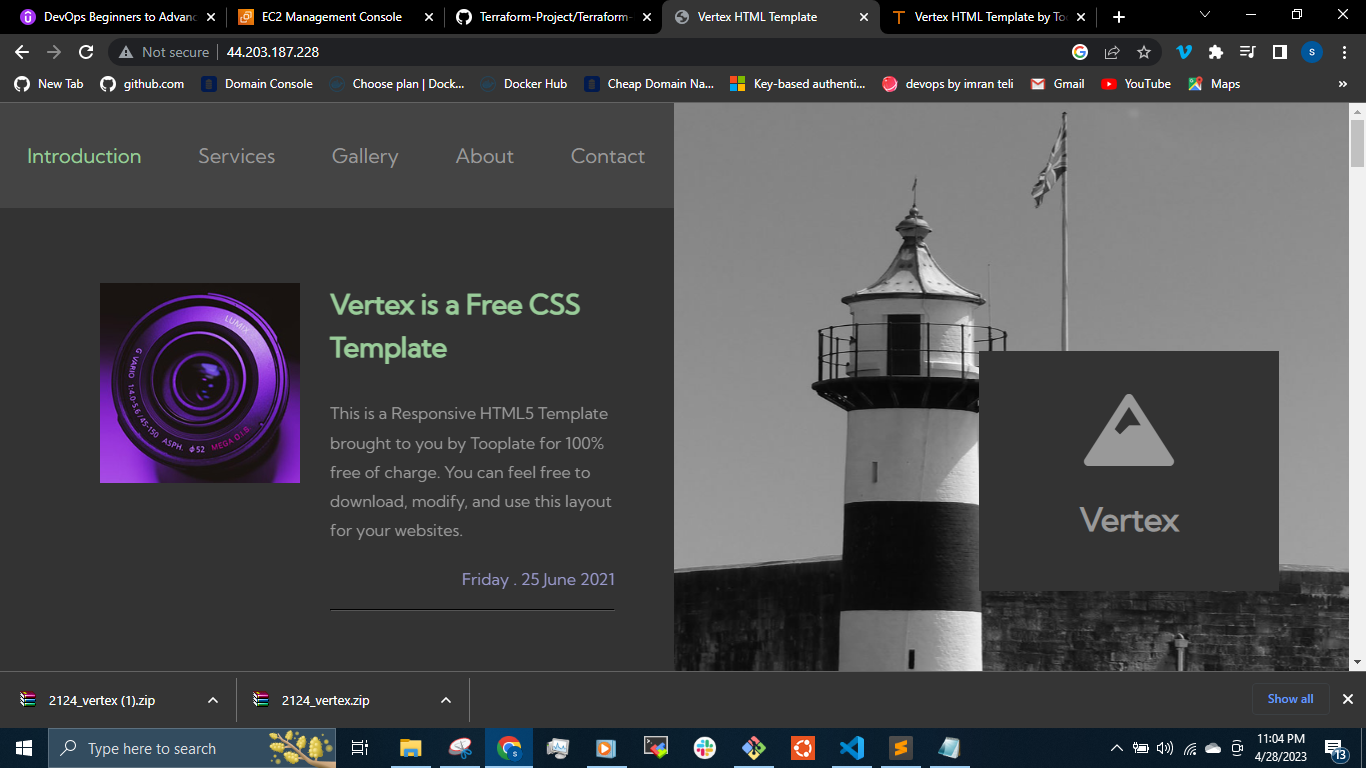 DevOps Beginners to Advanc
EC2 Management Console
Terraform-Project/Terraform-
Vertex HTML Template
Vertex HTML Template by Too
Not secure
44.203.187.228
S
New Tab
github.com
Domain Console
Choose plan | Dock...
Docker Hub
Cheap Domain Na...
Key-based authenti...
devops by imran teli
Gmail
YouTube
Maps
»
Introduction
Services
Gallery
About
Contact
LUMIX
G VARIO 1:4.0-5.6/45-150 ASPH. ϕ52 MEGA O.I.S.
Vertex is a Free CSS
Template
This is a Responsive HTML5 Template
brought to you by Tooplate for 100%
free of charge. You can feel free to
download, modify, and use this layout
for your websites.
Friday . 25 June 2021
Vertex
2124_vertex (1).zip
2124_vertex.zip
Show all
Type here to search
11:04 PM
4/28/2023
13